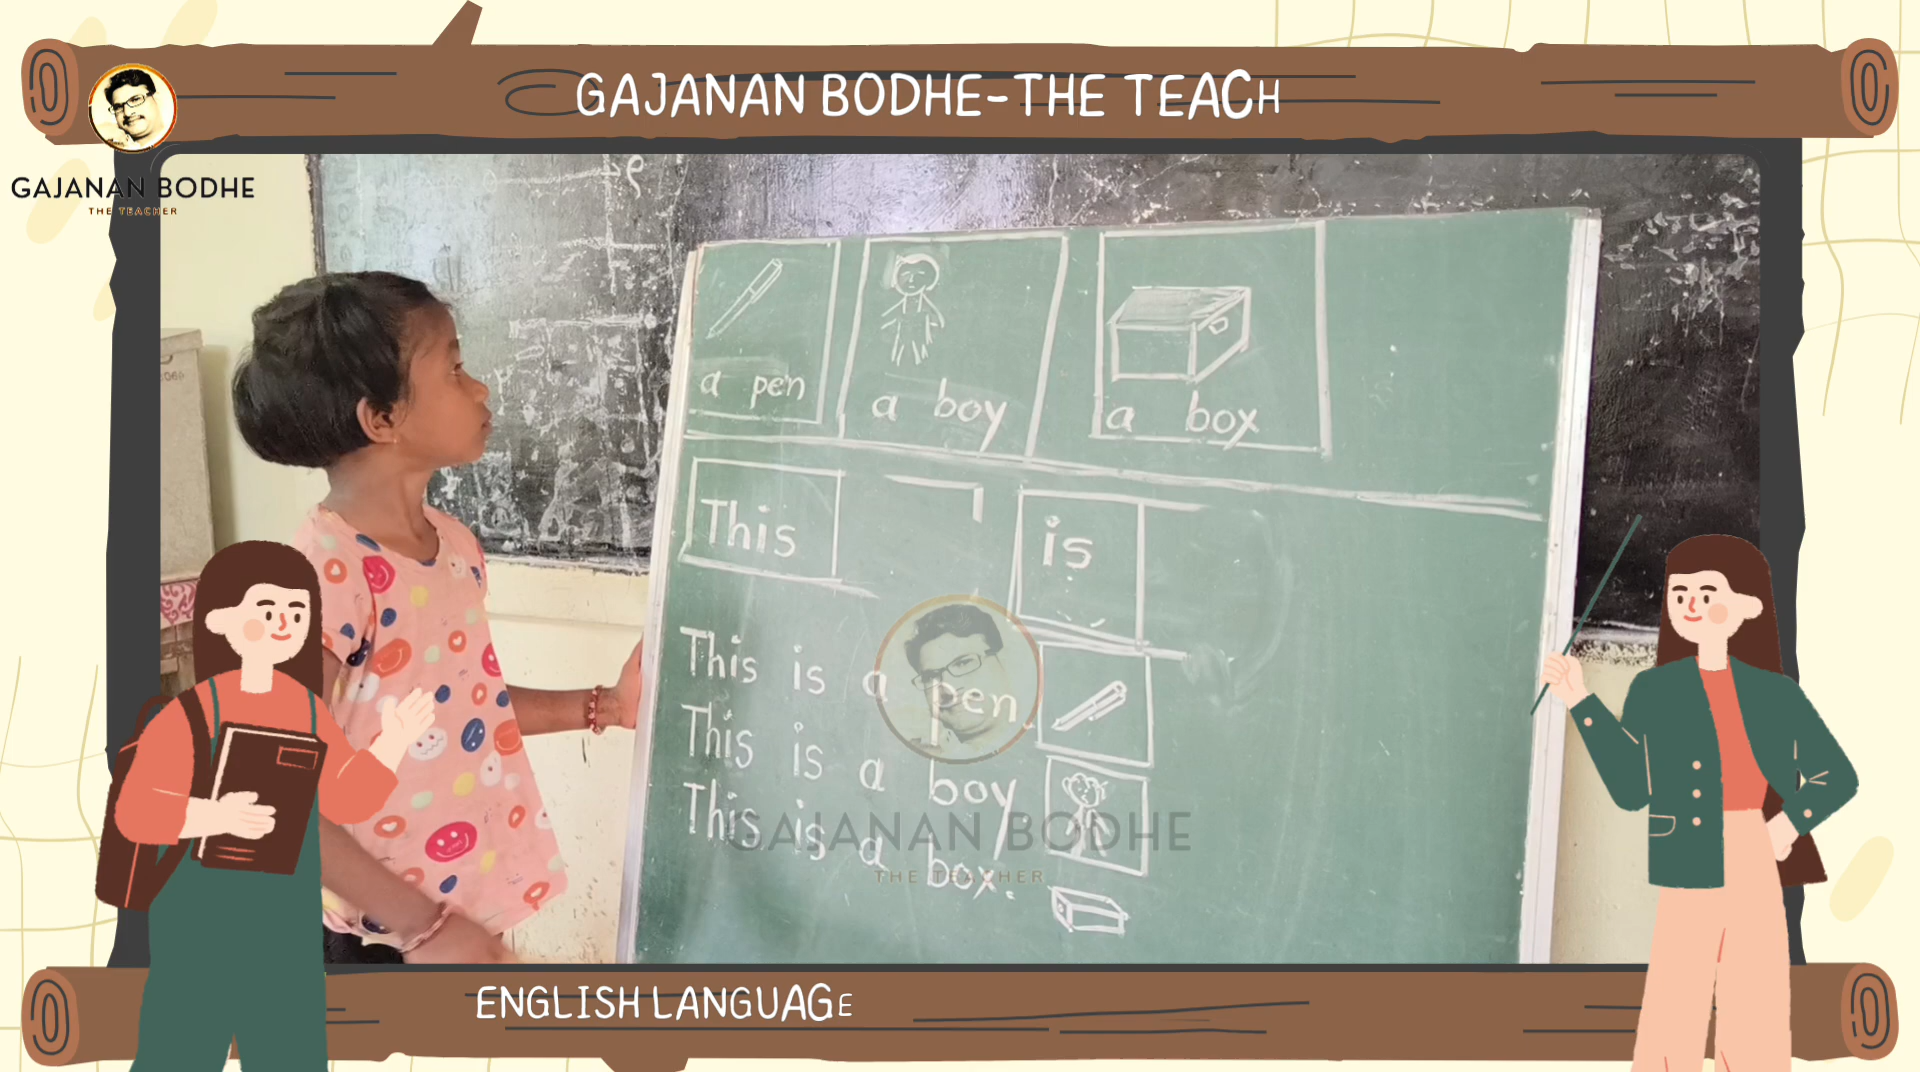 GAJANAN BODHE-THE TEACH
GAJANAN BODHE
THE TEACHER
a pen
a boy
a box
This
is
This is a pen.
This is a boy.
This is a box.
GAJANAN BODHE
THE TEACHER
ENGLISH LANGUAGE